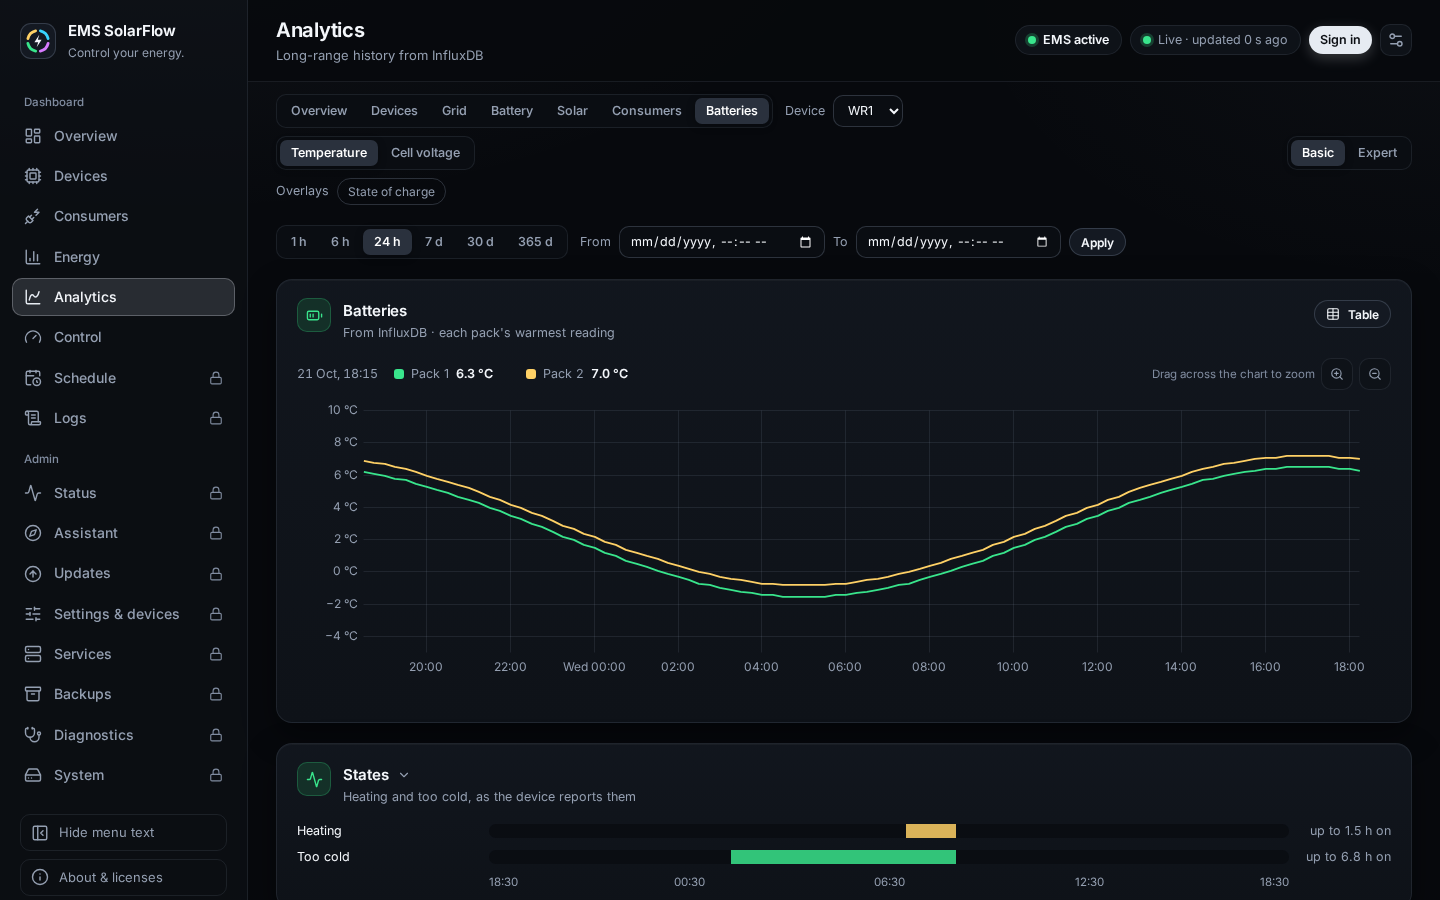 EMS SolarFlow
Control your energy.
Dashboard
Overview
Devices
Consumers
Energy
Analytics
Control
Schedule
Logs
Admin
Status
Assistant
Updates
Settings & devices
Services
Backups
Diagnostics
System
Hide menu text
About & licenses
Analytics
Long-range history from InfluxDB
EMS active
Live · updated 0 s ago
Sign in
Overview Devices Grid Battery Solar Consumers Batteries Device WR1
Temperature Cell voltage
Basic Expert
Overlays State of charge
1 h 6 h 24 h 7 d 30 d 365 d From mm/dd/yyyy, --:-- -- To mm/dd/yyyy, --:-- -- Apply
Batteries
From InfluxDB · each pack's warmest reading
Table
21 Oct, 18:15 Pack 1 6.3 °C Pack 2 7.0 °C
Drag across the chart to zoom
10 °C
8 °C
6 °C
4 °C
2 °C
0 °C
−2 °C
−4 °C
20:00 22:00 Wed 00:00 02:00 04:00 06:00 08:00 10:00 12:00 14:00 16:00 18:00
States
Heating and too cold, as the device reports them
Heating up to 1.5 h on
Too cold up to 6.8 h on
18:30 00:30 06:30 12:30 18:30